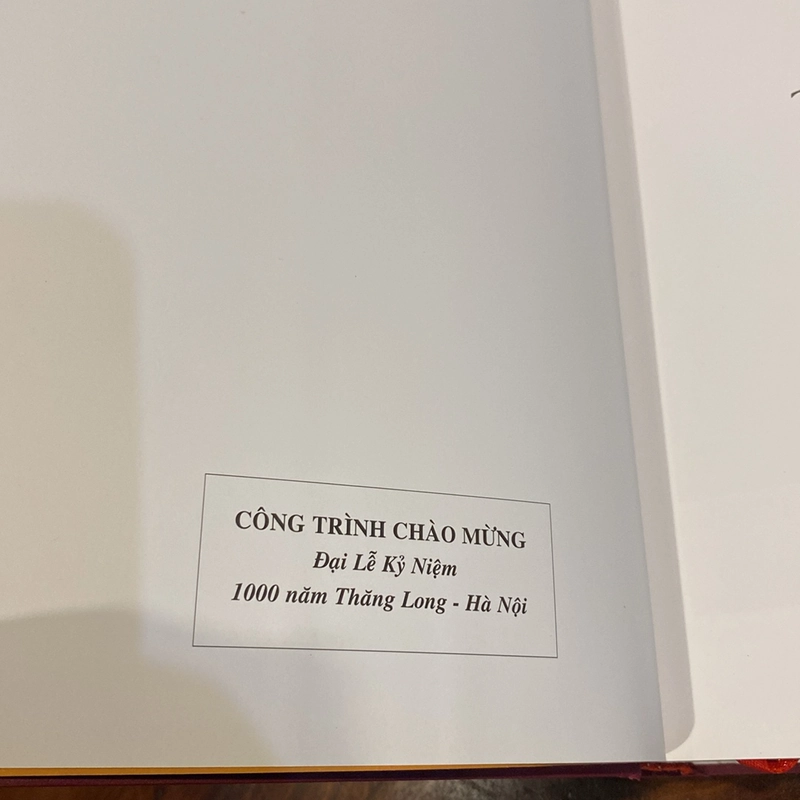 CÔNG TRÌNH CHÀO MỪNG
Đại Lễ Kỷ Niệm
1000 năm Thăng Long - Hà Nội